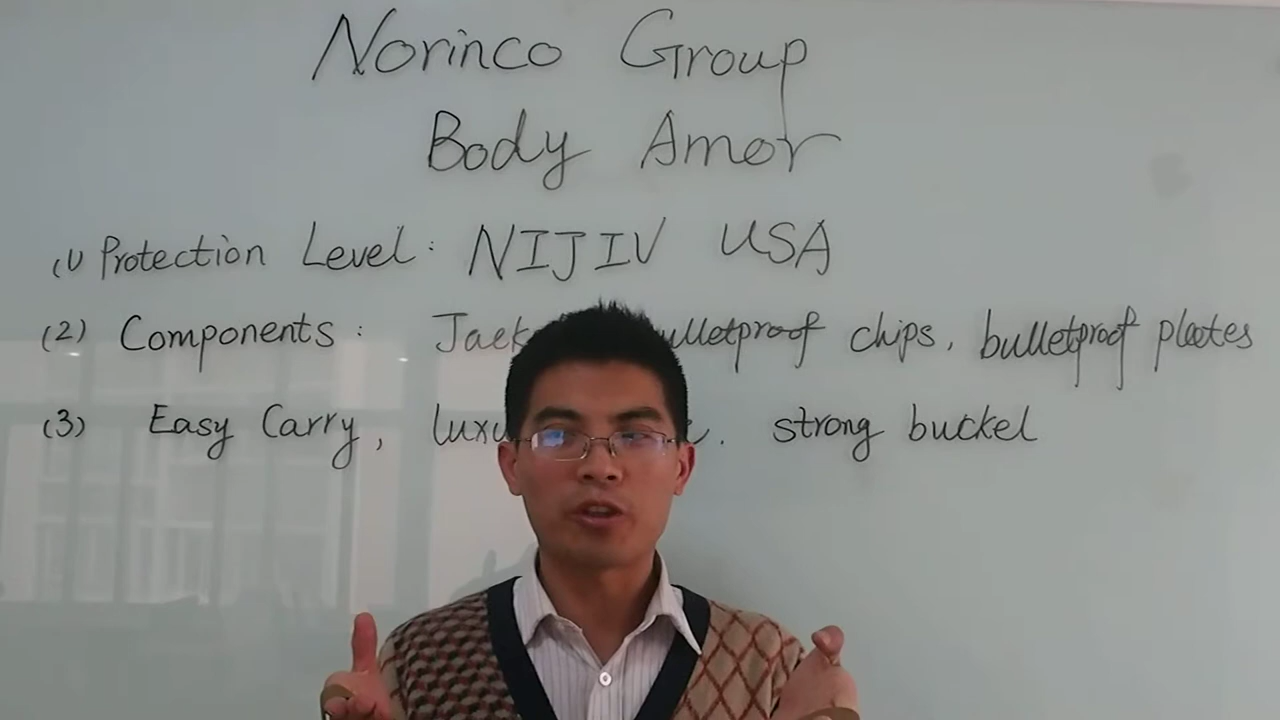 Norinco Group
Body Amor
(1) Protection Level: NIJIV USA
(2) Components: bulletproof chips, bulletproof plates
(3) Easy Carry, strong buckel